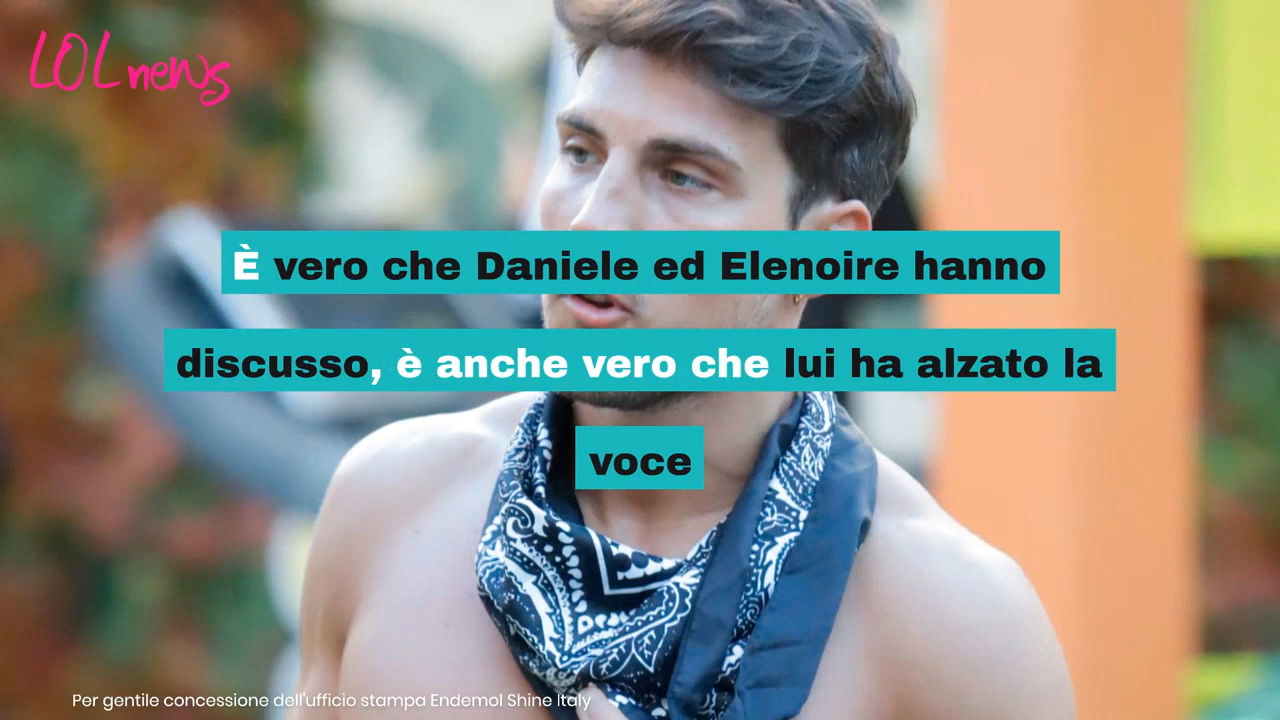 LOL news
È vero che Daniele ed Elenoire hanno
discusso, è anche vero che lui ha alzato la
voce
Per gentile concessione dell'ufficio stampa Endemol Shine Italy